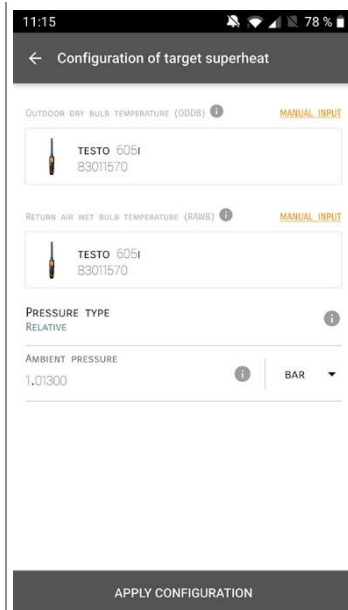 11:15 78 %
Configuration of target superheat
OUTDOOR DRY BULB TEMPERATURE (ODDB) MANUAL INPUT
TESTO 605I
83011570
RETURN AIR WET BULB TEMPERATURE (RAWB) MANUAL INPUT
TESTO 605I
83011570
PRESSURE TYPE
RELATIVE
AMBIENT PRESSURE
1.01300 BAR
APPLY CONFIGURATION